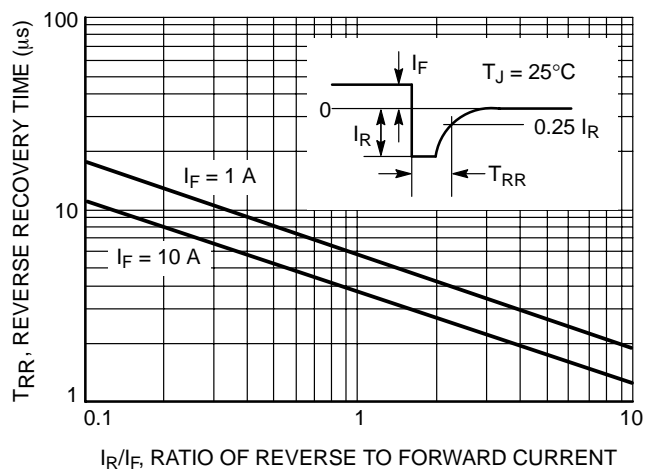 TRR, REVERSE RECOVERY TIME (µs)
100
10
1
IF
TJ = 25°C
0
IR
0.25 IR
TRR
IF = 1 A
IF = 10 A
0.1
1
10
IR/IF, RATIO OF REVERSE TO FORWARD CURRENT